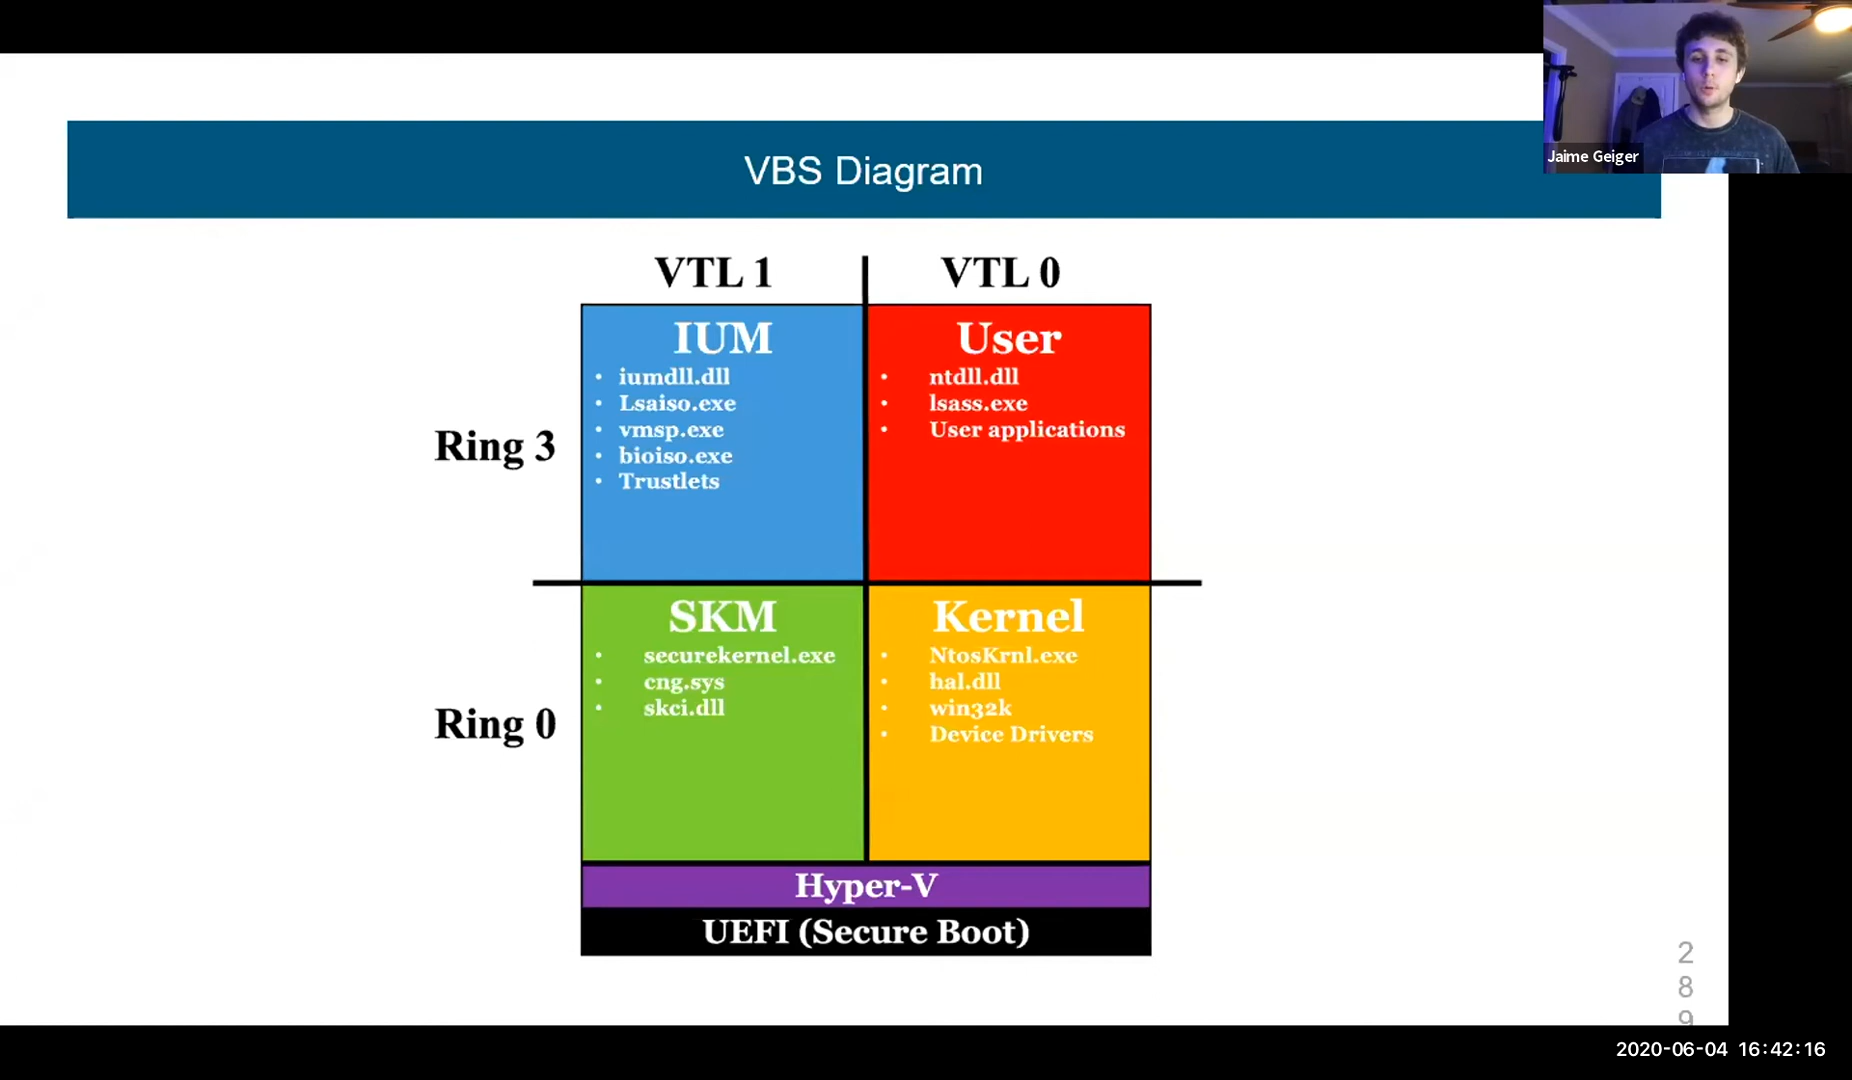 Jaime Geiger
VBS Diagram
VTL 1
VTL 0
Ring 3
IUM
• iumdll.dll
• Lsaiso.exe
• vmsp.exe
• bioiso.exe
• Trustlets
User
• ntdll.dll
• lsass.exe
• User applications
Ring 0
SKM
• securekernel.exe
• cng.sys
• skci.dll
Kernel
• NtosKrnl.exe
• hal.dll
• win32k
• Device Drivers
Hyper-V
UEFI (Secure Boot)
2
8
9
2020-06-04 16:42:16